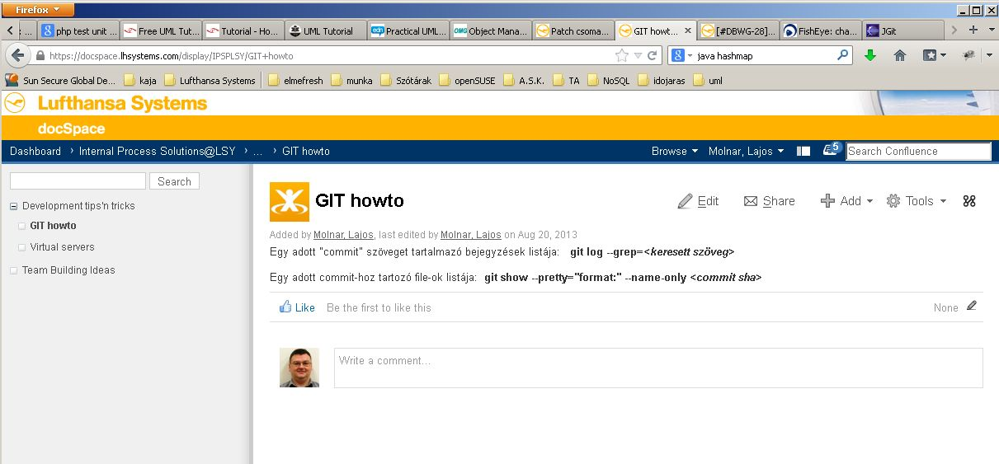 Firefox
: ... php test unit ... Free UML Tut... Tutorial - Ho... UML Tutorial Practical UML... OMG Object Mana... Patch csoma... GIT howt... [#DBWG-28]... FishEye: cha... JGit
https://docspace.lhsystems.com/display/IPSPLSY/GIT+howto java hashmap
Sun Secure Global De... kaja Lufthansa Systems elmefresh munka Szótárak openSUSE A.S.K. TA NoSQL idojaras uml
Lufthansa Systems
docSpace
Dashboard › Internal Process Solutions@LSY › ... › GIT howto Browse Molnar, Lajos 5 Search Confluence
Search
Development tips'n tricks
GIT howto
Virtual servers
Team Building Ideas
GIT howto Edit Share Add Tools
Added by Molnar, Lajos, last edited by Molnar, Lajos on Aug 20, 2013
Egy adott "commit" szöveget tartalmazó bejegyzések listája: git log --grep=<keresett szöveg>
Egy adott commit-hoz tartozó file-ok listája: git show --pretty="format:" --name-only <commit sha>
Like Be the first to like this None
Write a comment...